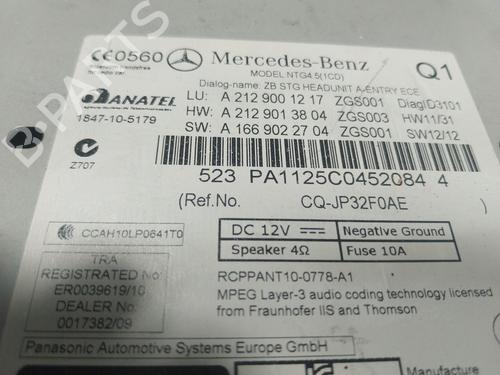 CE0560 Mercedes-Benz Q1
MODEL NTG4.5(1CD)
Dialog-name: ZB STG HEADUNIT A-ENTRY ECE
ANATEL
1847-10-5179
LU: A 212 900 12 17 ZGS001 DiagID3101
HW: A 212 901 38 04 ZGS003 HW11/31
SW: A 166 902 27 04 ZGS001 SW12/12
Z707
523 PA1125C0452084 4
(Ref.No. CQ-JP32F0AE )
CCAH10LP0641T0
DC 12V Negative Ground
Speaker 4Ω Fuse 10A
TRA
REGISTRATED No:
ER0039619/10
DEALER No:
0017382/09
RCPPANT10-0778-A1
MPEG Layer-3 audio coding technology licensed
from Fraunhofer IIS and Thomson
Panasonic Automotive Systems Europe GmbH
B-PARTS